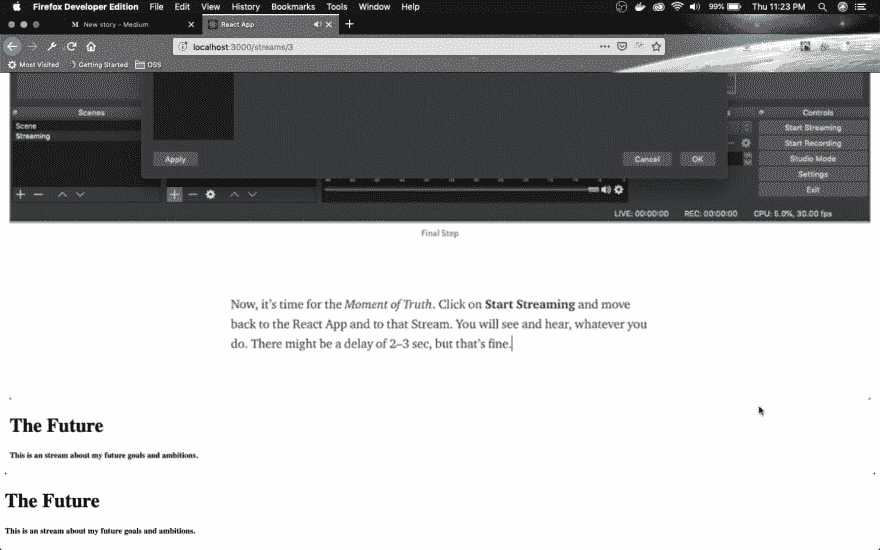 Firefox Developer Edition File Edit View History Bookmarks Tools Window Help 99% Thu 11:23 PM
New story - Medium React App
localhost:3000/streams/3
Most Visited Getting Started OSS
Scenes Controls
Scene Start Streaming
Streaming Start Recording
Apply Cancel OK Studio Mode
Settings
Exit
LIVE: 00:00:00 REC: 00:00:00 CPU: 5.0%, 30.00 fps
Final Step
Now, it's time for the Moment of Truth. Click on Start Streaming and move
back to the React App and to that Stream. You will see and hear, whatever you
do. There might be a delay of 2–3 sec, but that's fine.
The Future
This is an stream about my future goals and ambitions.
The Future
This is an stream about my future goals and ambitions.